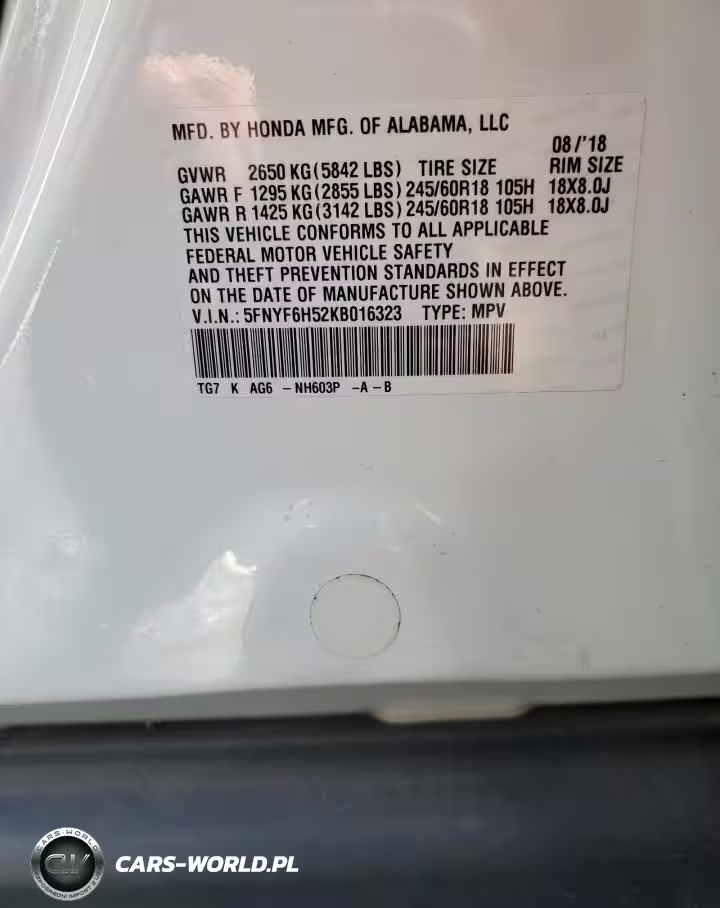 MFD. BY HONDA MFG. OF ALABAMA, LLC
08/'18
GVWR 2650 KG (5842 LBS) TIRE SIZE RIM SIZE
GAWR F 1295 KG (2855 LBS) 245/60R18 105H 18X8.0J
GAWR R 1425 KG (3142 LBS) 245/60R18 105H 18X8.0J
THIS VEHICLE CONFORMS TO ALL APPLICABLE
FEDERAL MOTOR VEHICLE SAFETY
AND THEFT PREVENTION STANDARDS IN EFFECT
ON THE DATE OF MANUFACTURE SHOWN ABOVE.
V.I.N.: 5FNYF6H52KB016323 TYPE: MPV
TG7 K AG6 - NH603P - A - B
CARS-WORLD
CW
CARS-WORLD.PL